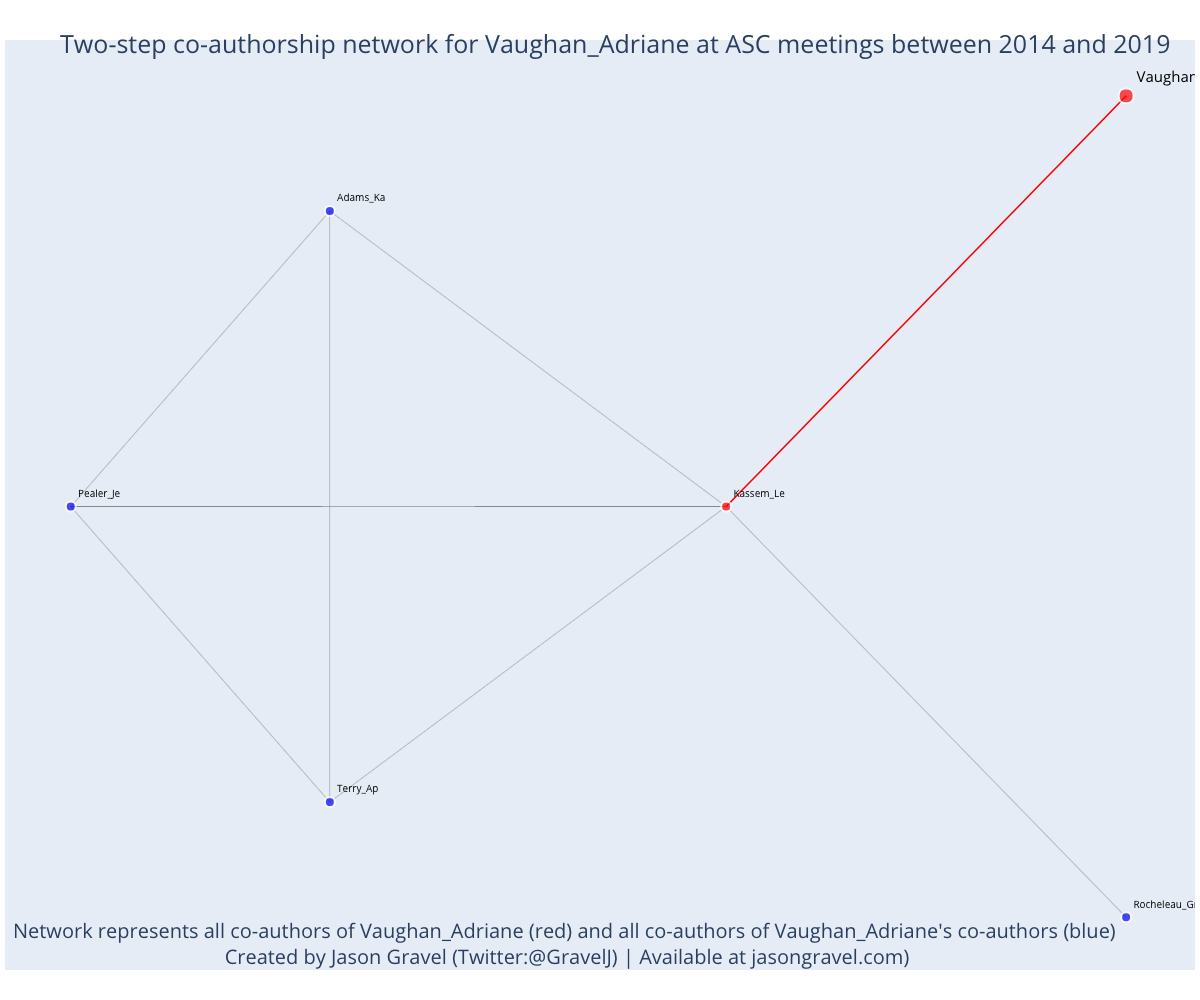 Two-step co-authorship network for Vaughan_Adriane at ASC meetings between 2014 and 2019
Vaughan
Adams_Ka
Pealer_Je
Kassem_Le
Terry_Ap
Rocheleau_Gr
Network represents all co-authors of Vaughan_Adriane (red) and all co-authors of Vaughan_Adriane's co-authors (blue)
Created by Jason Gravel (Twitter:@GravelJ) | Available at jasongravel.com)